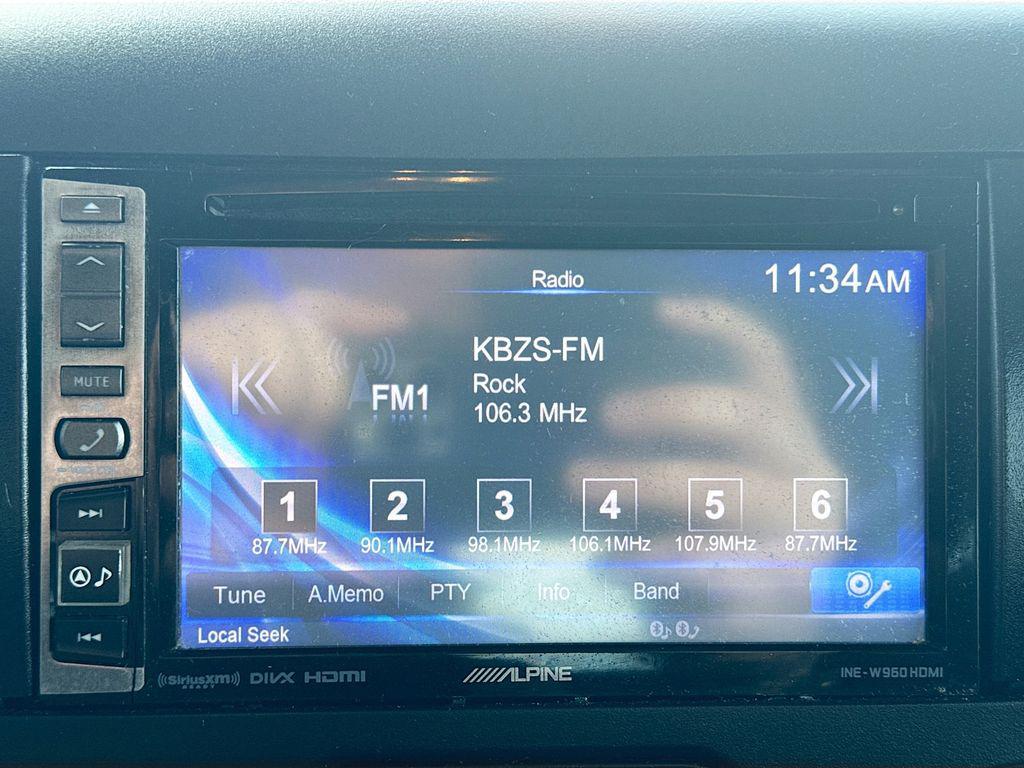 Radio
11:34AM
KBZS-FM
Rock
106.3 MHz
FM1
MUTE
1 2 3 4 5 6
87.7MHz 90.1MHz 98.1MHz 106.1MHz 107.9MHz 87.7MHz
Tune A.Memo PTY Info Band
Local Seek
SiriusXM READY DIVX HDMI ALPINE INE-W960HDMI